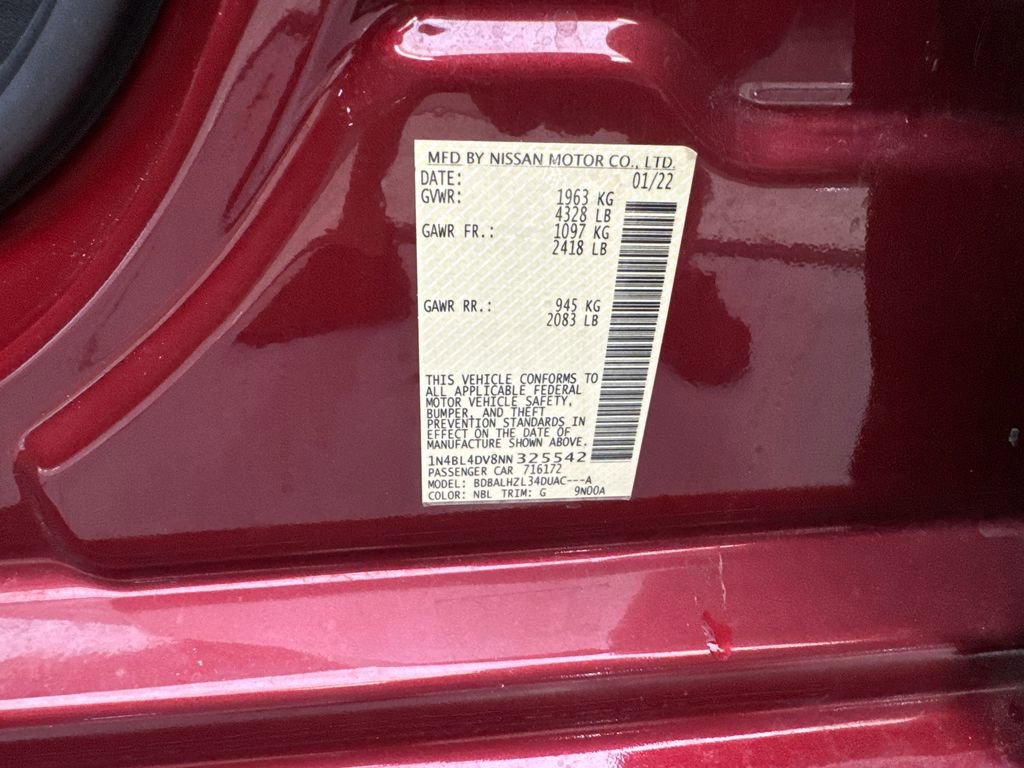 MFD BY NISSAN MOTOR CO., LTD.
DATE: 01/22
GVWR: 1963 KG
4328 LB
GAWR FR.: 1097 KG
2418 LB
GAWR RR.: 945 KG
2083 LB
THIS VEHICLE CONFORMS TO
ALL APPLICABLE FEDERAL
MOTOR VEHICLE SAFETY,
BUMPER, AND THEFT
PREVENTION STANDARDS IN
EFFECT ON THE DATE OF
MANUFACTURE SHOWN ABOVE.
1N4BL4DV8NN325542
PASSENGER CAR 716172
MODEL: BDBALHZL34DUAC---A
COLOR: NBL TRIM: G 9N00A